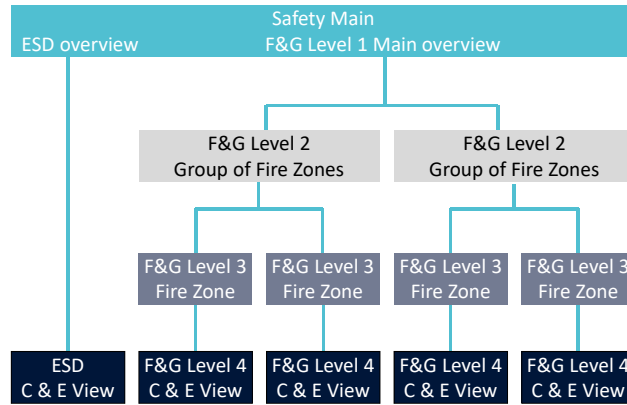 Safety Main
ESD overview F&G Level 1 Main overview
F&G Level 2
Group of Fire Zones
F&G Level 2
Group of Fire Zones
F&G Level 3
Fire Zone
F&G Level 3
Fire Zone
F&G Level 3
Fire Zone
F&G Level 3
Fire Zone
ESD
C & E View
F&G Level 4
C & E View
F&G Level 4
C & E View
F&G Level 4
C & E View
F&G Level 4
C & E View